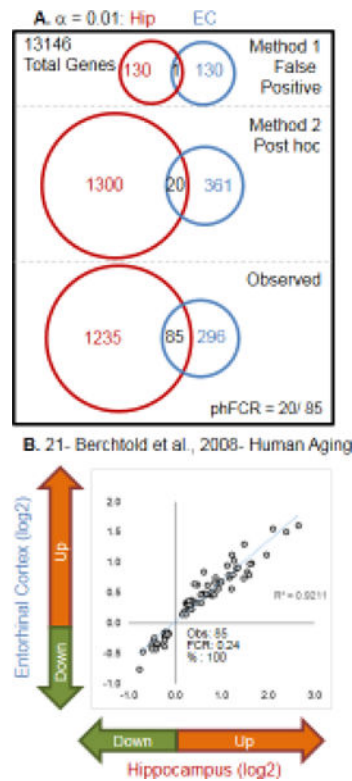 A. α = 0.01: Hip EC
13146
Total Genes
130 1 130
Method 1
False
Positive
Method 2
Post hoc
1300 20 361
Observed
1235 85 296
phFCR = 20/ 85
B. 21- Berchtold et al., 2008- Human Aging
Entorhinal Cortex (log2)
Up
Down
2.0
1.5
1.0
0.5
0.0
-0.5
-1.0
R² = 0.9211
Obs: 85
FCR: 0.24
% : 100
-1.0 0.0 1.0 2.0 3.0
Down Up
Hippocampus (log2)